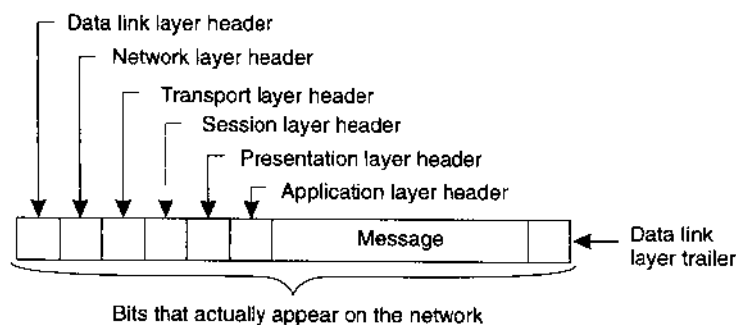 Data link layer header
Network layer header
Transport layer header
Session layer header
Presentation layer header
Application layer header
Message
Data link
layer trailer
Bits that actually appear on the network